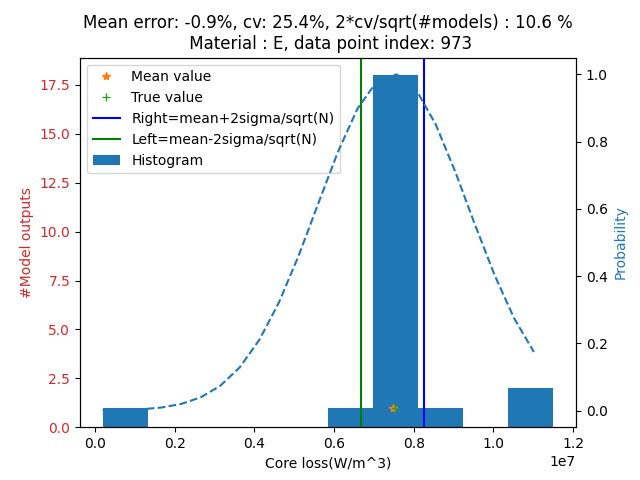 Mean error: -0.9%, cv: 25.4%, 2*cv/sqrt(#models) : 10.6 %
Material : E, data point index: 973
Mean value
True value
Right=mean+2sigma/sqrt(N)
Left=mean-2sigma/sqrt(N)
Histogram
#Model outputs
17.5
15.0
12.5
10.0
7.5
5.0
2.5
0.0
1.0
0.8
0.6
0.4
0.2
0.0
Probability
0.0 0.2 0.4 0.6 0.8 1.0 1.2
1e7
Core loss(W/m^3)